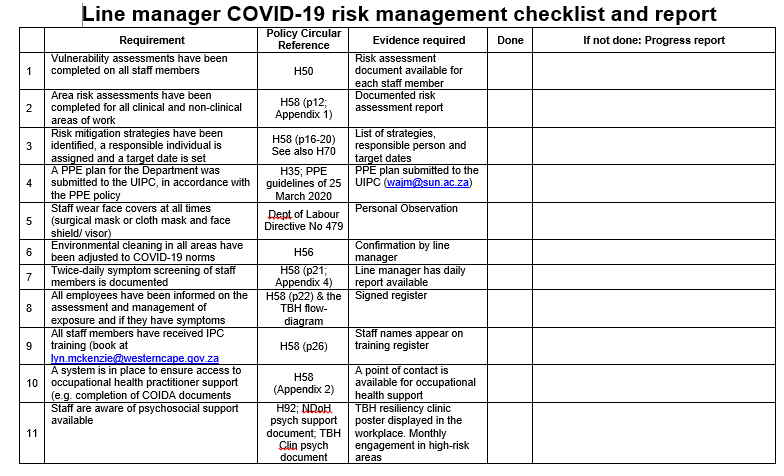 Line manager COVID-19 risk management checklist and report
Requirement
Policy Circular
Reference
Evidence required
Done
If not done: Progress report
1
Vulnerability assessments have been
completed on all staff members
H50
Risk assessment
document available for
each staff member
2
Area risk assessments have been
completed for all clinical and non-clinical
areas of work
H58 (p12;
Appendix 1)
Documented risk
assessment report
3
Risk mitigation strategies have been
identified, a responsible individual is
assigned and a target date is set
H58 (p16-20)
See also H70
List of strategies,
responsible person and
target dates
4
A PPE plan for the Department was
submitted to the UIPC, in accordance with
the PPE policy
H35; PPE
guidelines of 25
March 2020
PPE plan submitted to the
UIPC (wajm@sun.ac.za)
5
Staff wear face covers at all times
(surgical mask or cloth mask and face
shield/ visor)
Dept of Labour
Directive No 479
Personal Observation
6
Environmental cleaning in all areas have
been adjusted to COVID-19 norms
H56
Confirmation by line
manager
7
Twice-daily symptom screening of staff
members is documented
H58 (p21;
Appendix 4)
Line manager has daily
report available
8
All employees have been informed on the
assessment and management of
exposure and if they have symptoms
H58 (p22) & the
TBH flow-
diagram
Signed register
9
All staff members have received IPC
training (book at
lyn.mckenzie@westerncape.gov.za
H58 (p26)
Staff names appear on
training register
10
A system is in place to ensure access to
occupational health practitioner support
(e.g. completion of COIDA documents
H58
(Appendix 2)
A point of contact is
available for occupational
health support
11
Staff are aware of psychosocial support
available
H92; NDoH
psych support
document; TBH
Clin psych
document
TBH resiliency clinic
poster displayed in the
workplace. Monthly
engagement in high-risk
areas